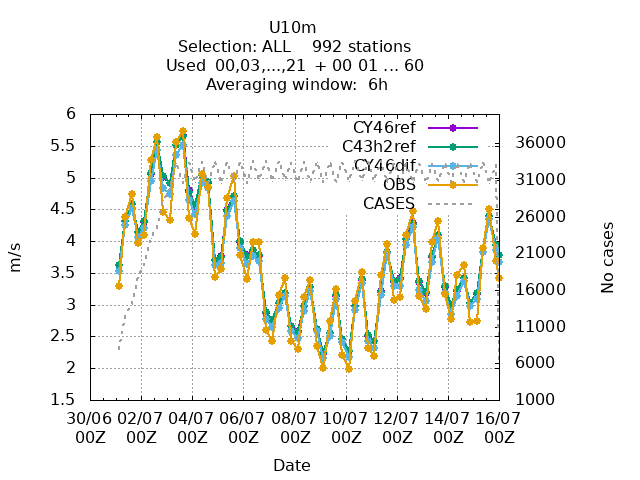 U10m
Selection: ALL 992 stations
Used 00,03,...,21 + 00 01 ... 60
Averaging window: 6h
6
5.5
5
4.5
4
3.5
3
2.5
2
1.5
m/s
CY46ref
C43h2ref
CY46dif
OBS
CASES
36000
31000
26000
21000
16000
11000
6000
1000
No cases
30/06 02/07 04/07 06/07 08/07 10/07 12/07 14/07 16/07
00Z 00Z 00Z 00Z 00Z 00Z 00Z 00Z 00Z
Date